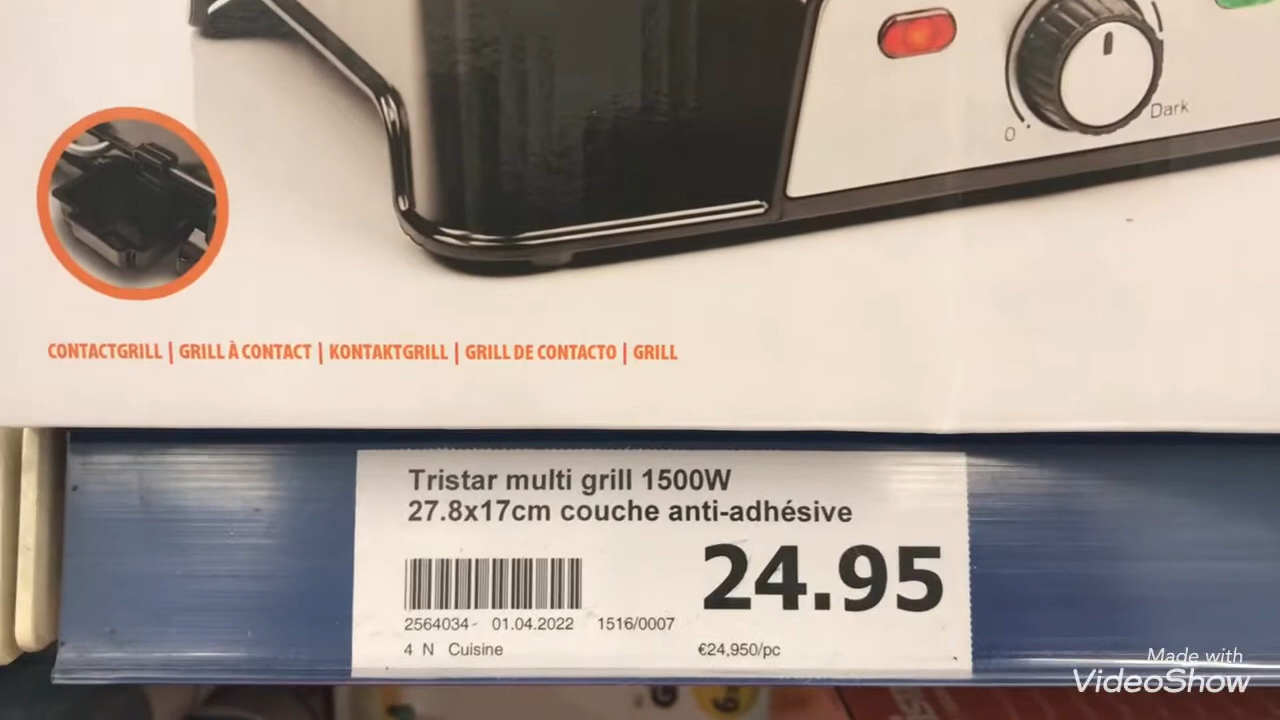 Dark
0
CONTACTGRILL | GRILL À CONTACT | KONTAKTGRILL | GRILL DE CONTACTO | GRILL
Tristar multi grill 1500W
27.8x17cm couche anti-adhésive
24.95
2564034- 01.04.2022 1516/0007
4 N Cuisine €24,950/pc
Made with
VideoShow